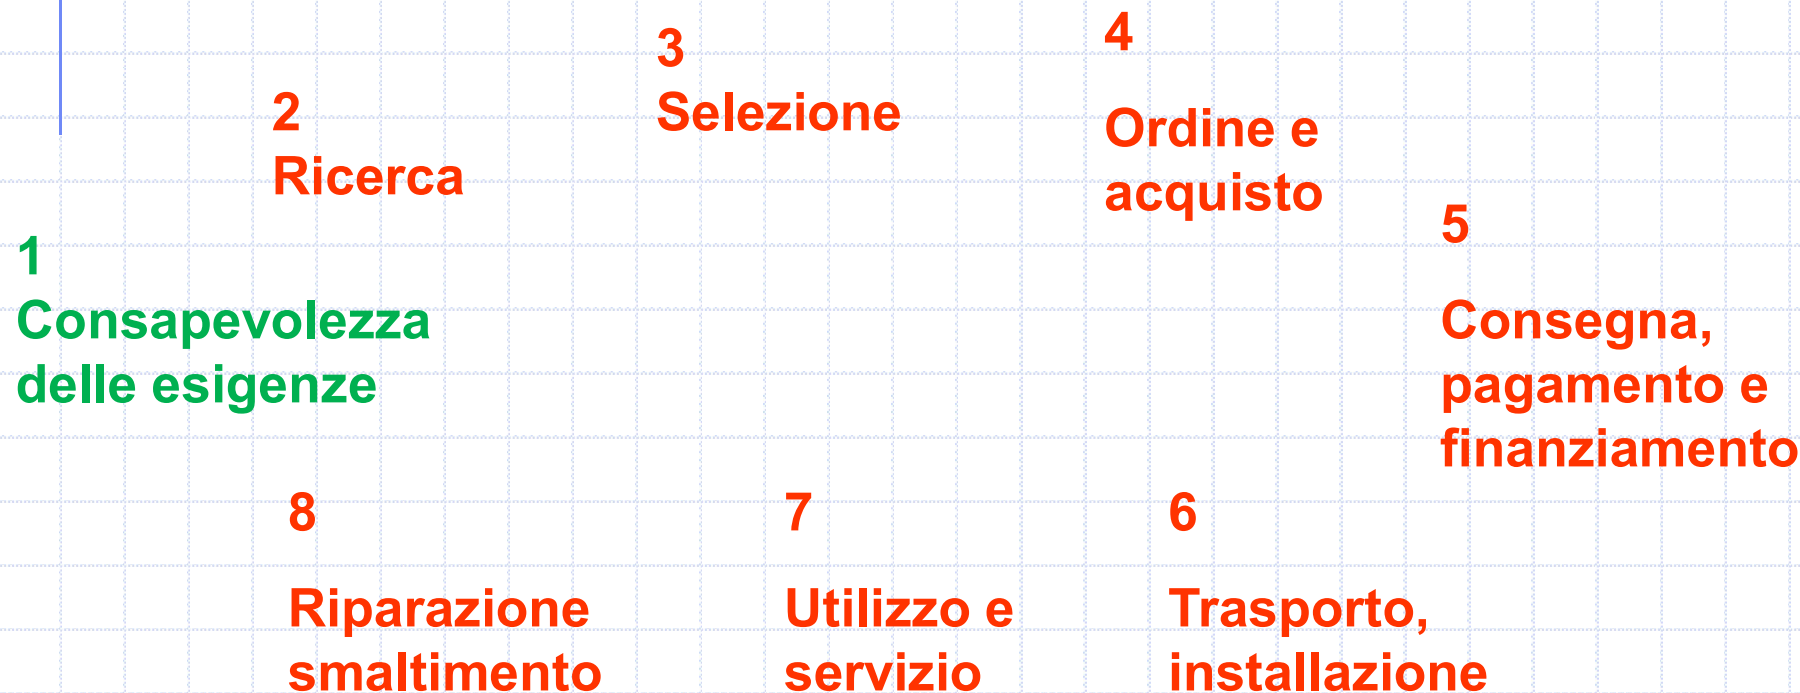 1
Consapevolezza
delle esigenze
2
Ricerca
3
Selezione
4
Ordine e
acquisto
5
Consegna,
pagamento e
finanziamento
6
Trasporto,
installazione
7
Utilizzo e
servizio
8
Riparazione
smaltimento